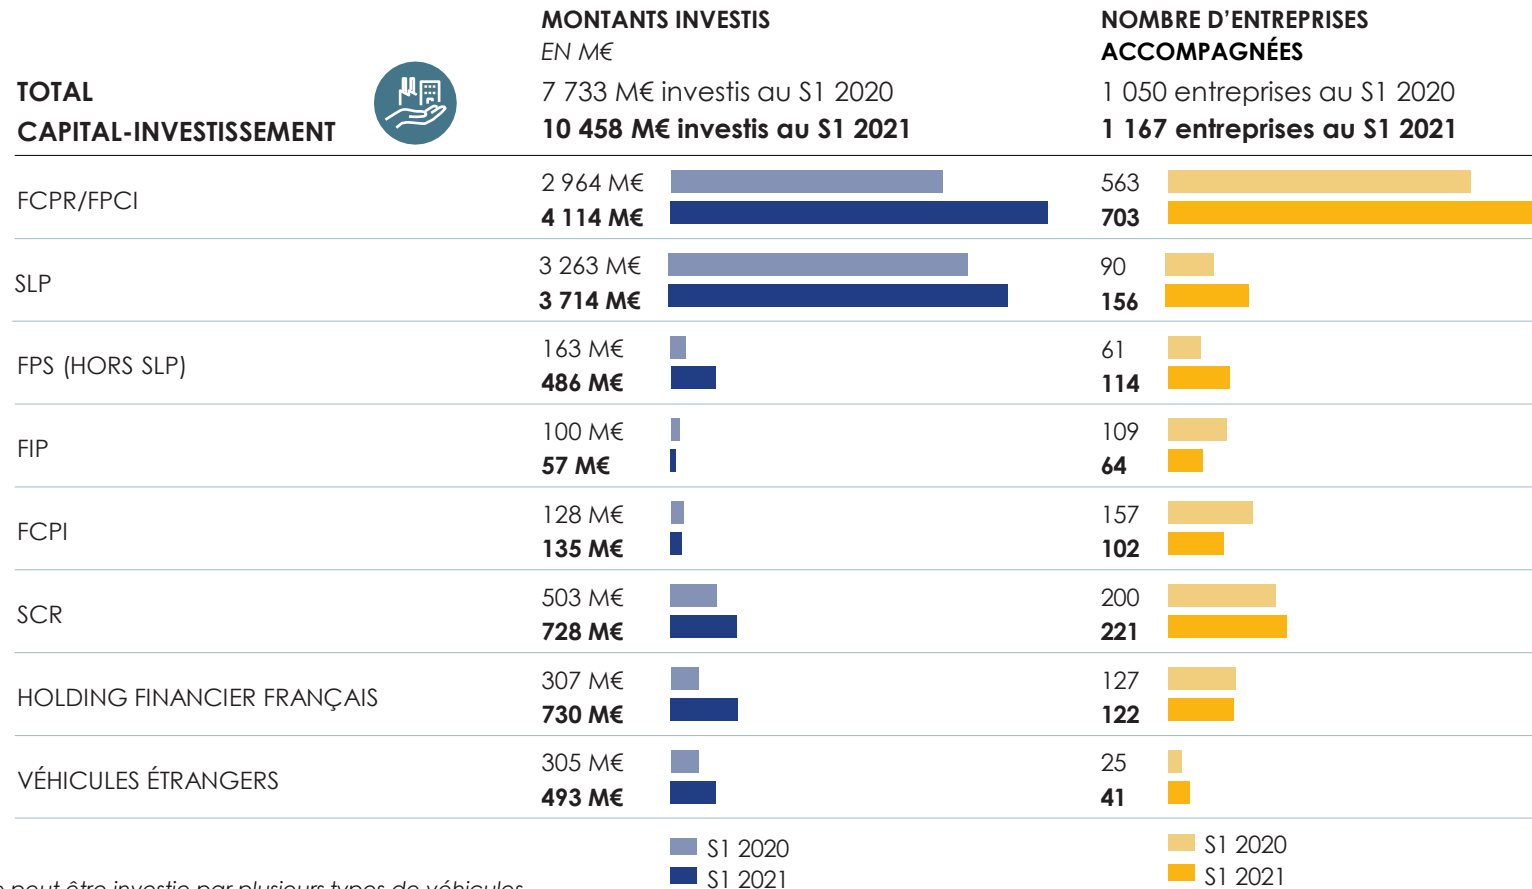 MONTANTS INVESTIS
EN M€
NOMBRE D’ENTREPRISES
ACCOMPAGNÉES
TOTAL
CAPITAL-INVESTISSEMENT
7 733 M€ investis au S1 2020
10 458 M€ investis au S1 2021
1 050 entreprises au S1 2020
1 167 entreprises au S1 2021
FCPR/FPCI
2 964 M€
4 114 M€
563
703
SLP
3 263 M€
3 714 M€
90
156
FPS (HORS SLP)
163 M€
486 M€
61
114
FIP
100 M€
57 M€
109
64
FCPI
128 M€
135 M€
157
102
SCR
503 M€
728 M€
200
221
HOLDING FINANCIER FRANÇAIS
307 M€
730 M€
127
122
VÉHICULES ÉTRANGERS
305 M€
493 M€
25
41
S1 2020
S1 2021
S1 2020
S1 2021
peut être investie par plusieurs types de véhicules